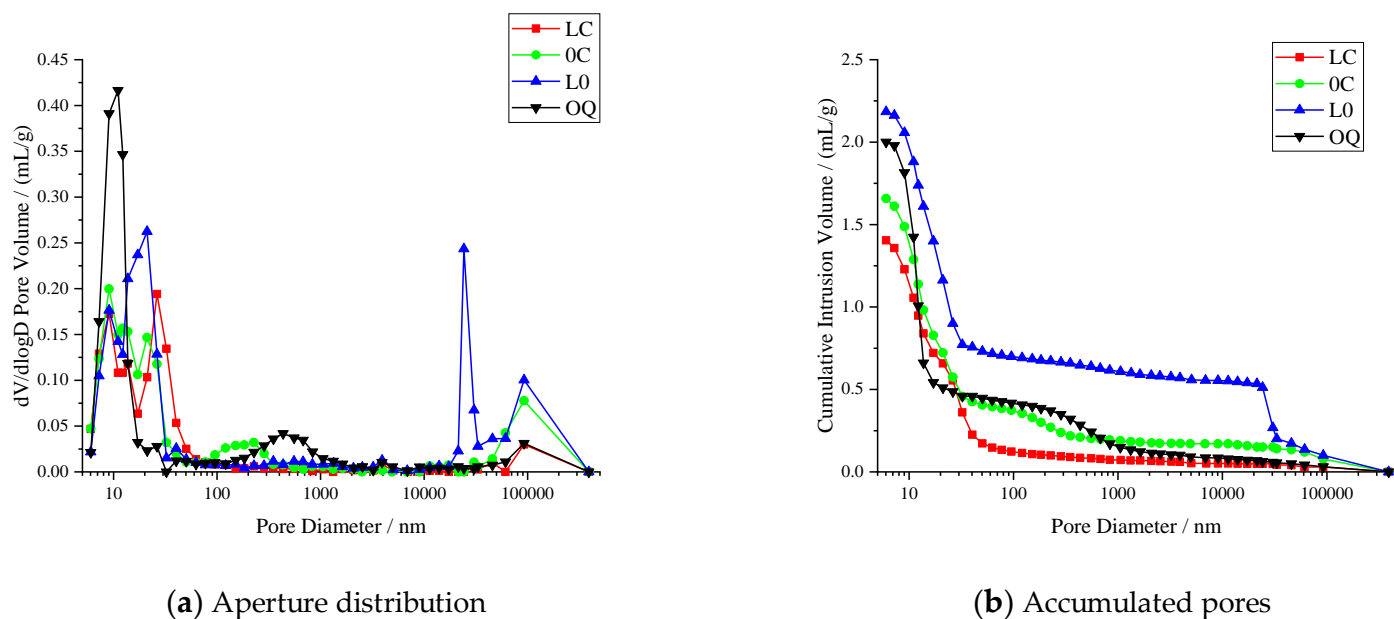 LC
0C
L0
OQ
0.45
0.40
0.35
0.30
0.25
0.20
0.15
0.10
0.05
0.00
dV/dlogD Pore Volume / (mL/g)
10
100
1000
10000
100000
Pore Diameter / nm
(a) Aperture distribution
LC
0C
L0
OQ
2.5
2.0
1.5
1.0
0.5
0.0
Cumulative Intrusion Volume / (mL/g)
10
100
1000
10000
100000
Pore Diameter / nm
(b) Accumulated pores